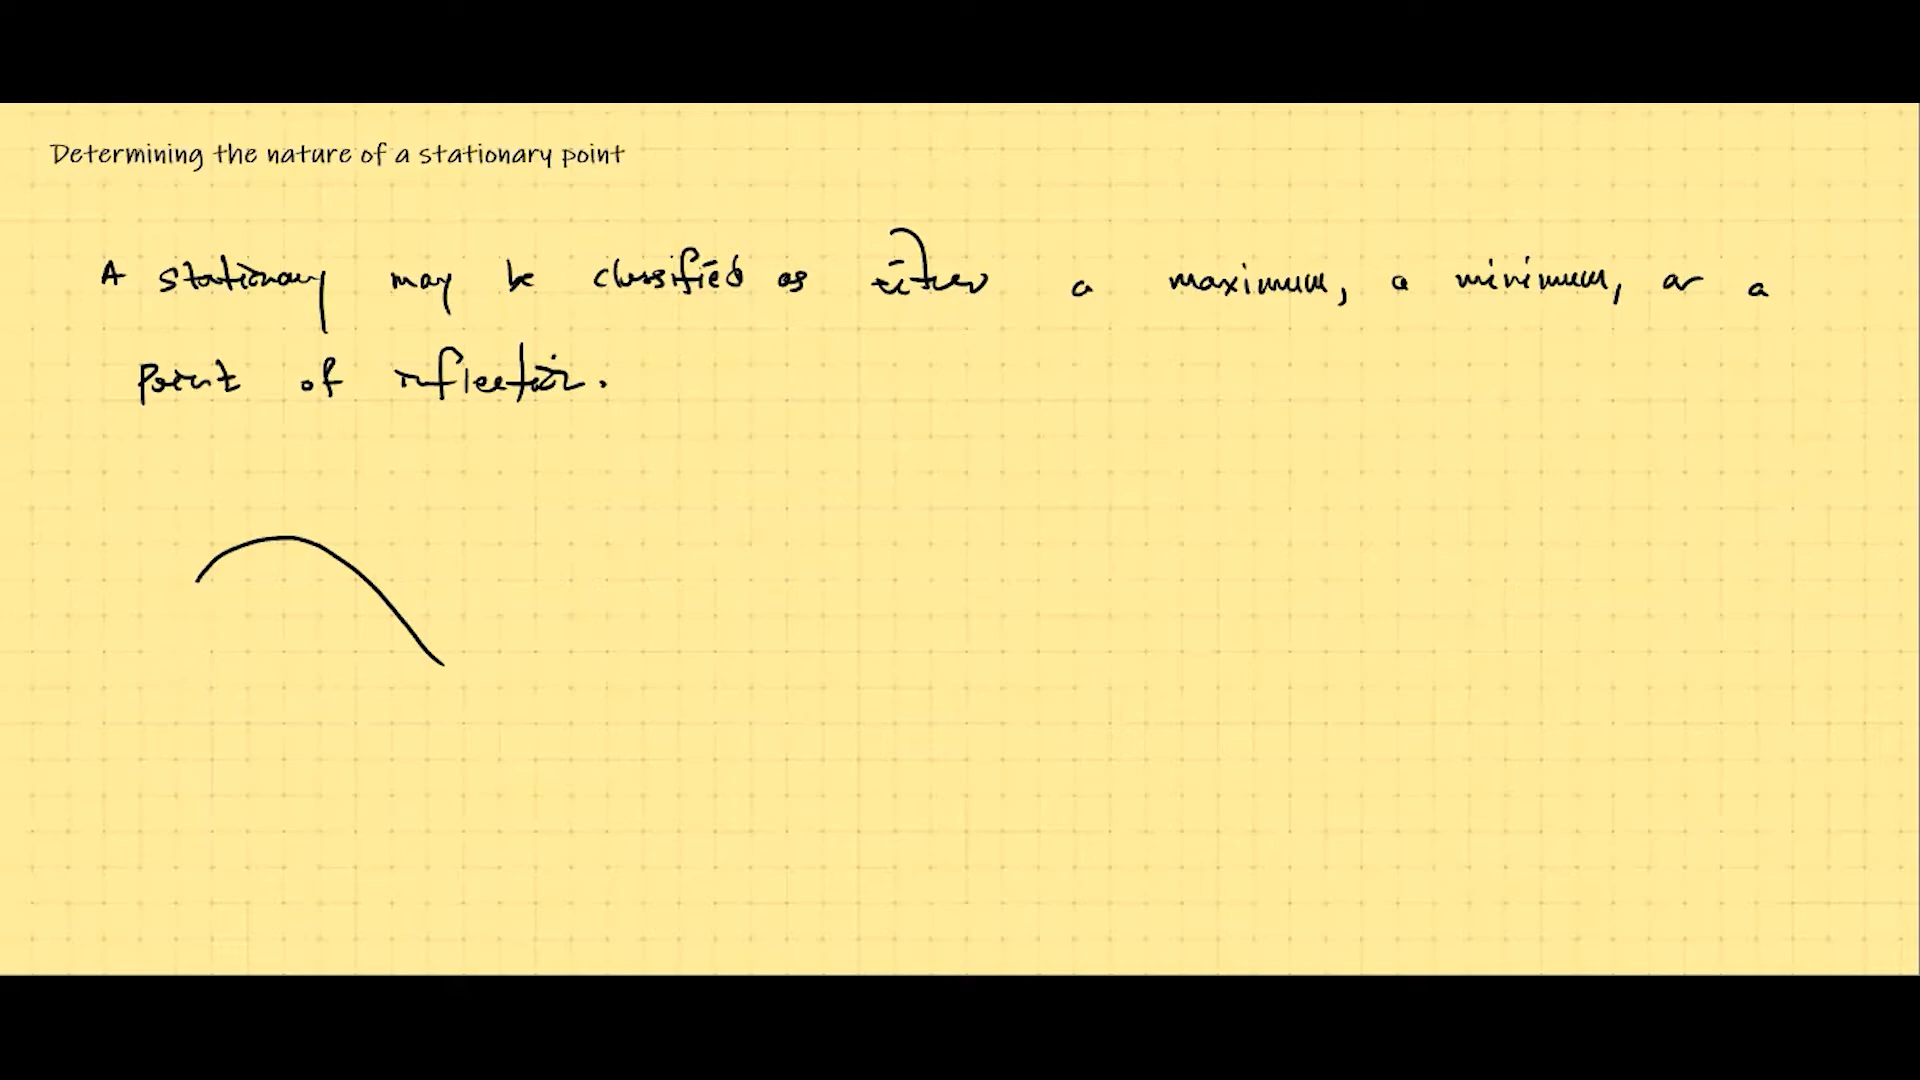 Determining the nature of a stationary point
A stationary may be classified as either a maximum, a minimum, or a
point of inflection.